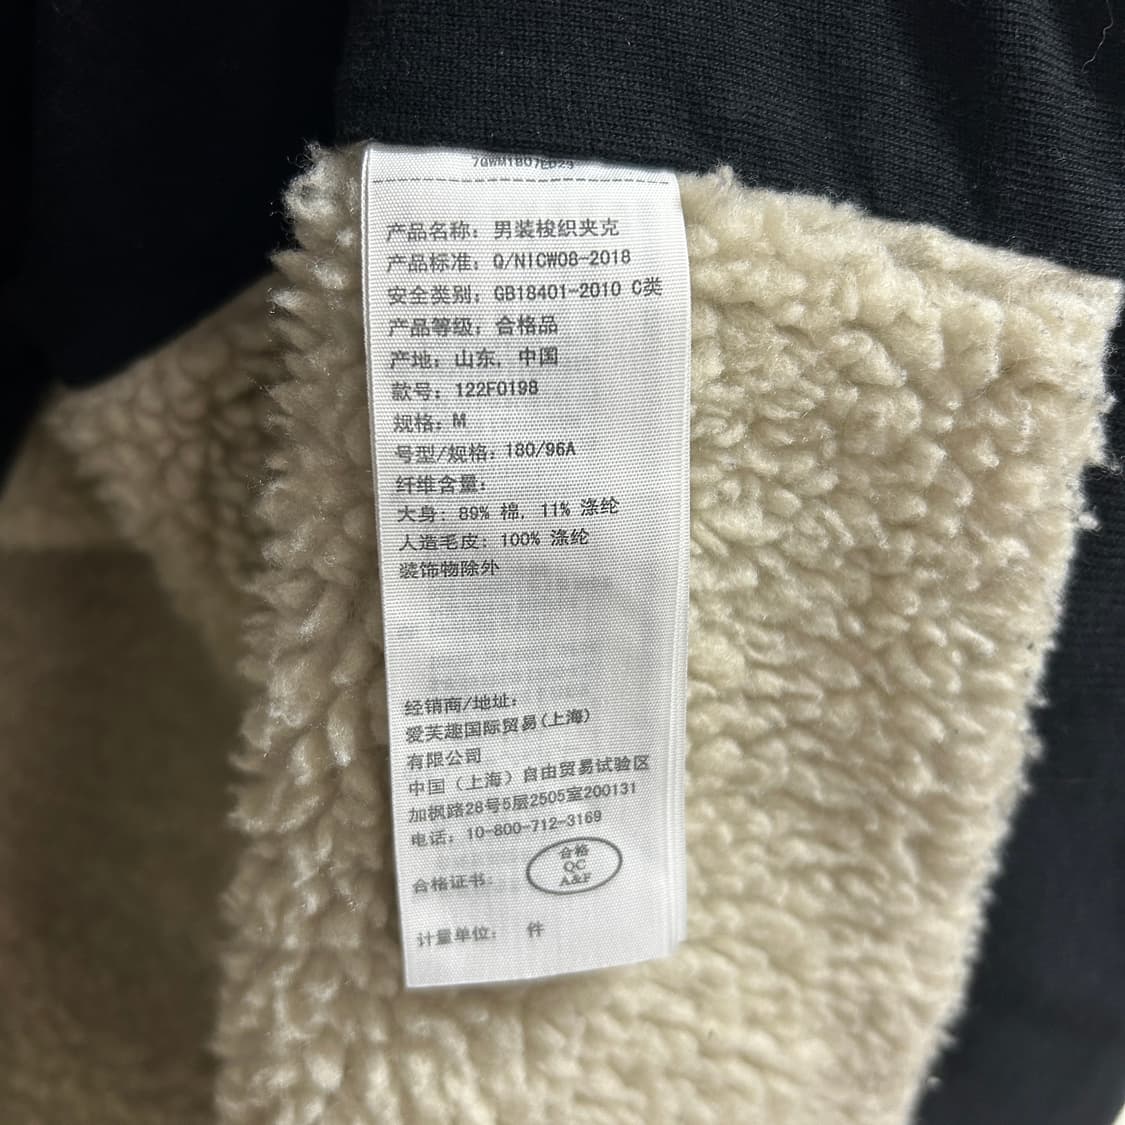 产品名称: 男装梭织夹克
产品标准: Q/NICW08-2018
安全类别: GB18401-2010 C类
产品等级: 合格品
产地: 山东, 中国
款号: 122F0198
规格: M
号型/规格: 180/96A
纤维含量:
大身: 89% 棉, 11% 涤纶
人造毛皮: 100% 涤纶
装饰物除外
经销商/地址:
爱芙趣国际贸易(上海)
有限公司
中国（上海）自由贸易试验区
加枫路28号5层2505室200131
电话: 10-800-712-3169
合格
QC
A&F
合格证书:
计量单位: 件